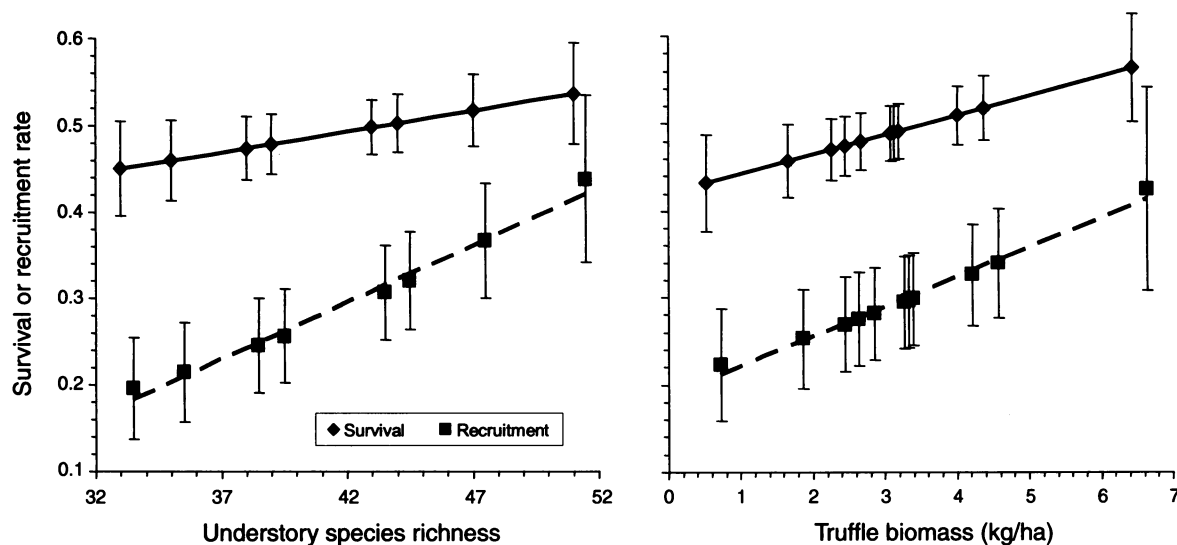 Survival or recruitment rate
0.6
0.5
0.4
0.3
0.2
0.1
Survival Recruitment
32 37 42 47 52
Understory species richness
0 1 2 3 4 5 6 7
Truffle biomass (kg/ha)